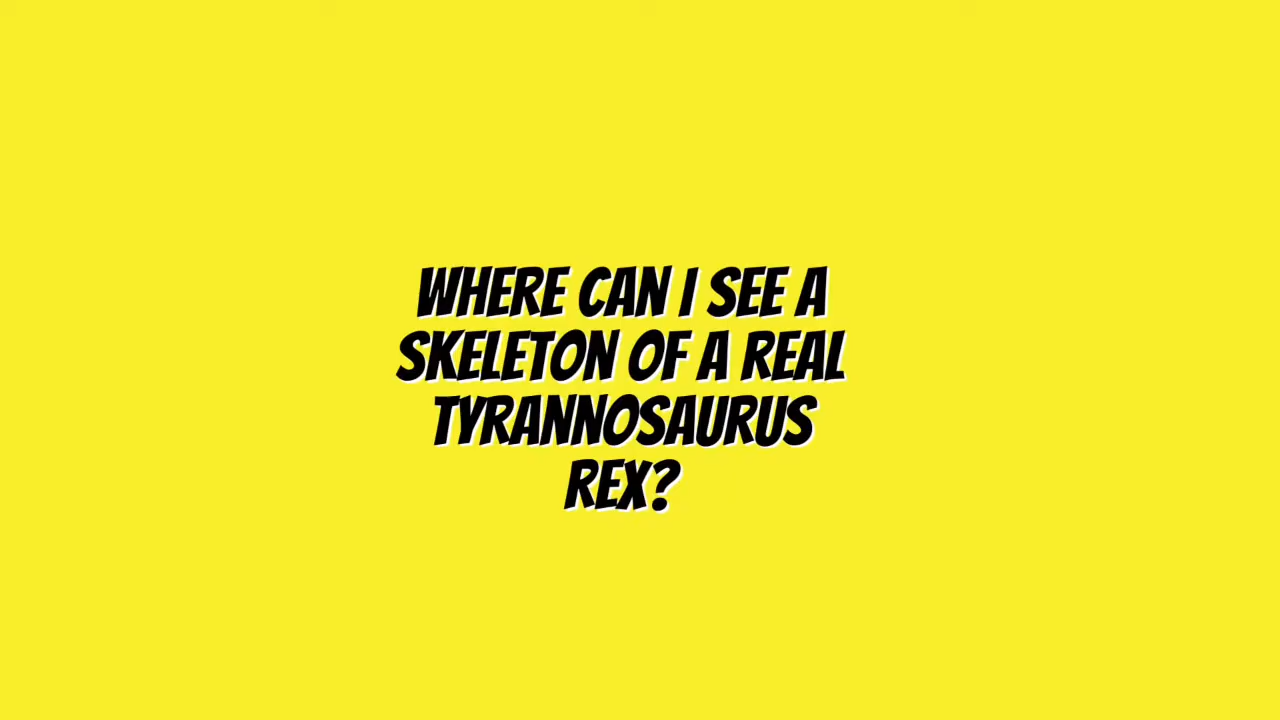 WHERE CAN I SEE A
SKELETON OF A REAL
TYRANNOSAURUS
REX?